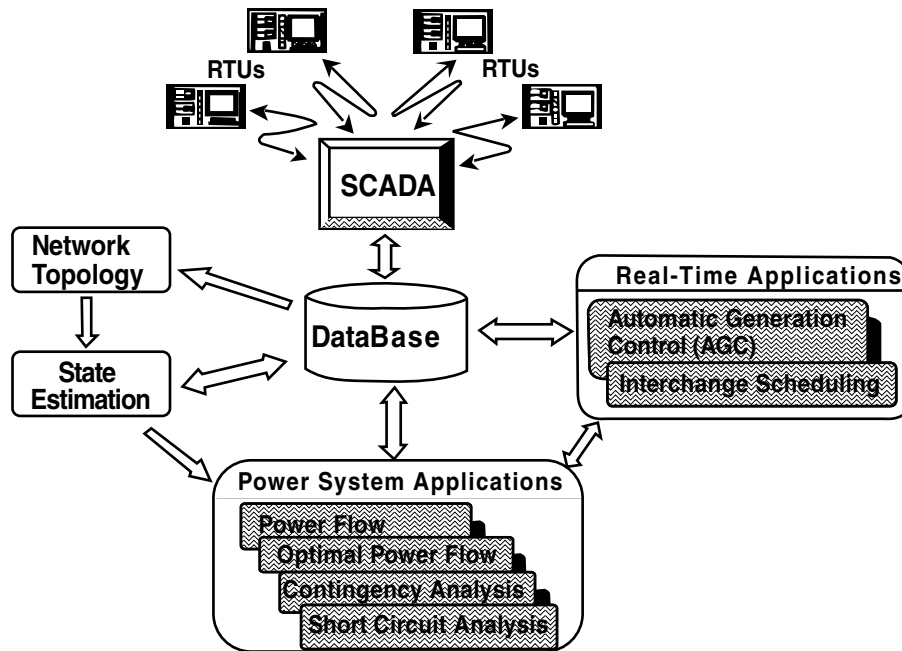 RTUs
RTUs
SCADA
Network
Topology
Real-Time Applications
Automatic Generation
Control (AGC)
DataBase
State
Estimation
Interchange Scheduling
Power System Applications
Power Flow
Optimal Power Flow
Contingency Analysis
Short Circuit Analysis